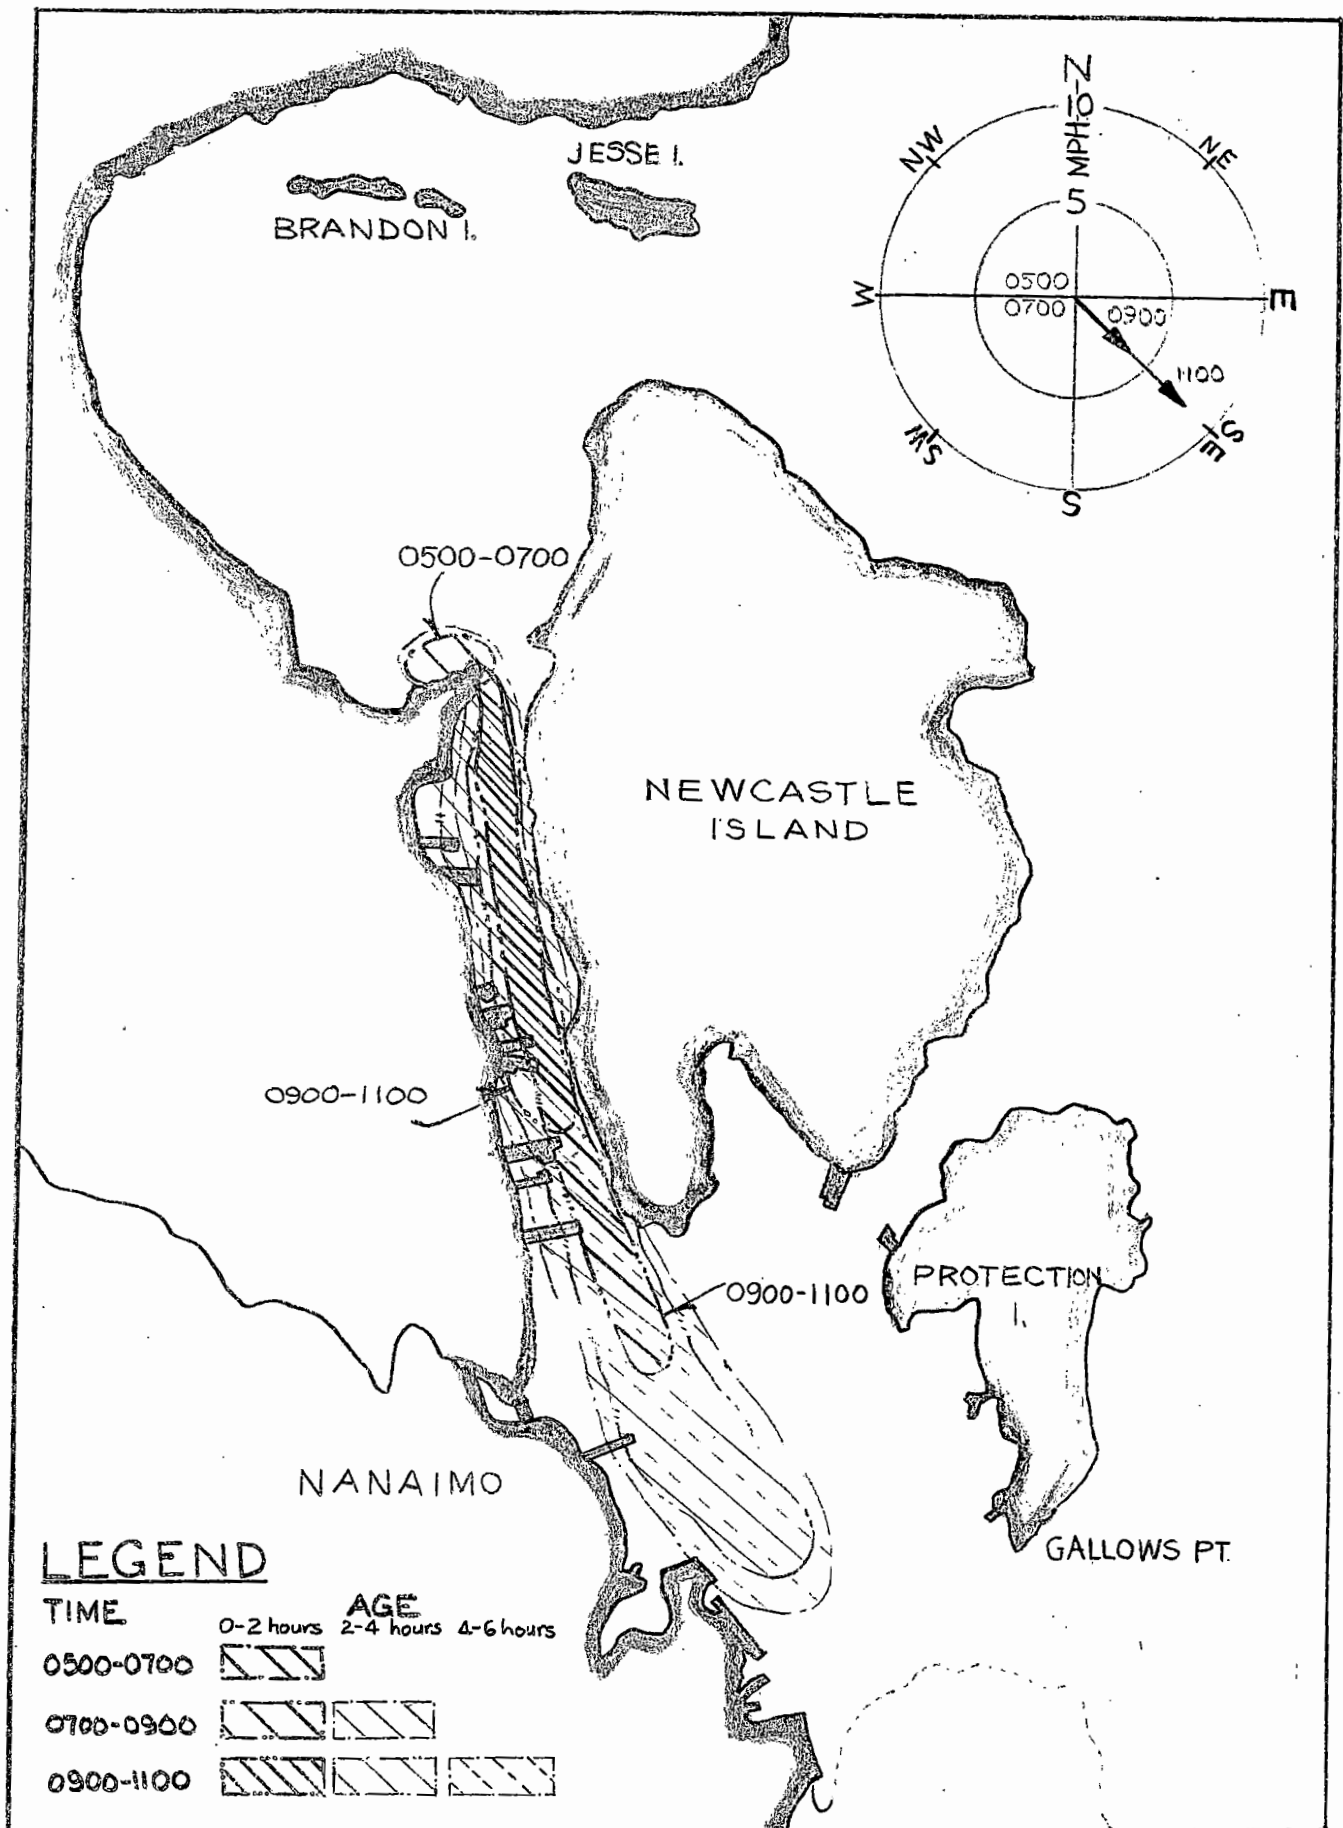 JESSE I.
BRANDON I.
N
10
MPH
5
NW
NE
W
E
0500
0700
0900
1100
SW
SE
S
0500-0700
NEWCASTLE
ISLAND
0900-1100
0900-1100
PROTECTION
I.
NANAIMO
GALLOWS PT.
LEGEND
TIME
AGE
0-2 hours 2-4 hours 4-6 hours
0500-0700
0700-0900
0900-1100